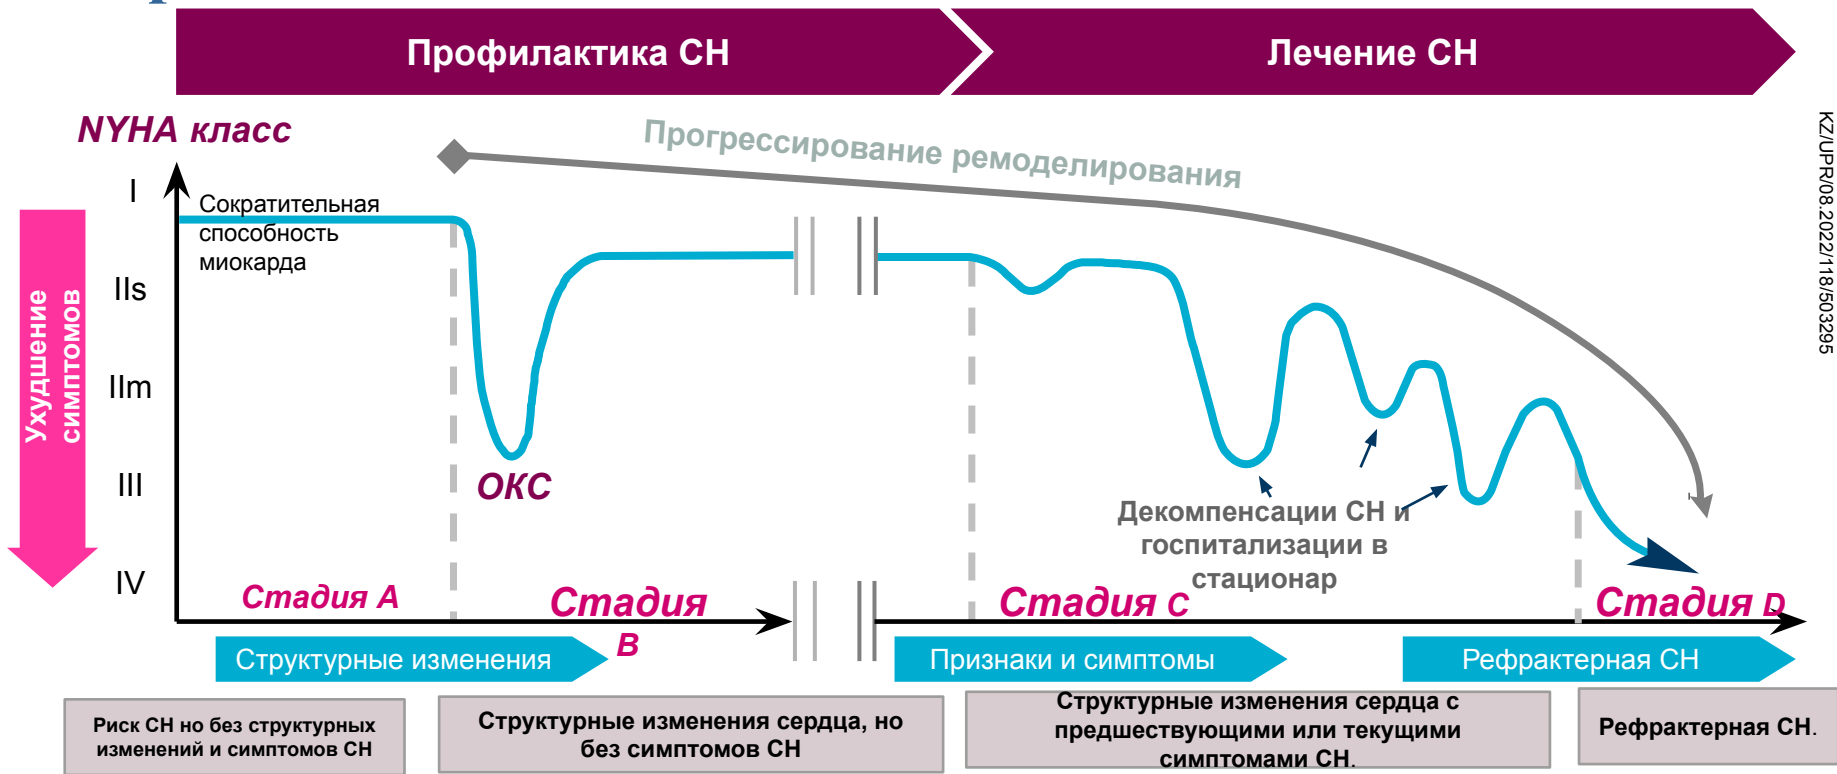 Профилактика СН
Лечение СН
NYHA класс
Прогрессирование ремоделирования
KZ/UPR/08.2022/118/503295
I
Сократительная
способность
миокарда
IIs
Ухудшение
симптомов
IIm
III
ОКС
Декомпенсации СН и
госпитализации в
стационар
IV
Стадия A
Стадия
B
Стадия C
Стадия D
Структурные изменения
Признаки и симптомы
Рефрактерная СН
Риск СН но без структурных
изменений и симптомов СН
Структурные изменения сердца, но
без симптомов СН
Структурные изменения сердца с
предшествующими или текущими
симптомами СН.
Рефрактерная СН.